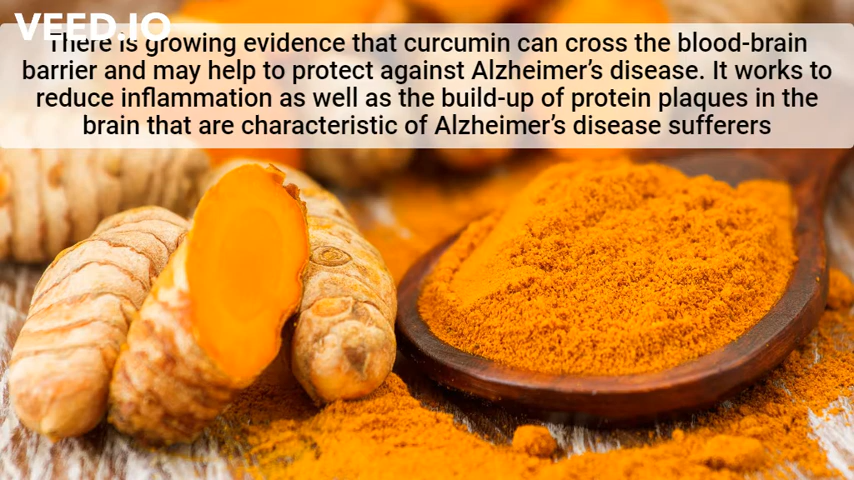 VEED.IO
There is growing evidence that curcumin can cross the blood-brain
barrier and may help to protect against Alzheimer’s disease. It works to
reduce inflammation as well as the build-up of protein plaques in the
brain that are characteristic of Alzheimer’s disease sufferers